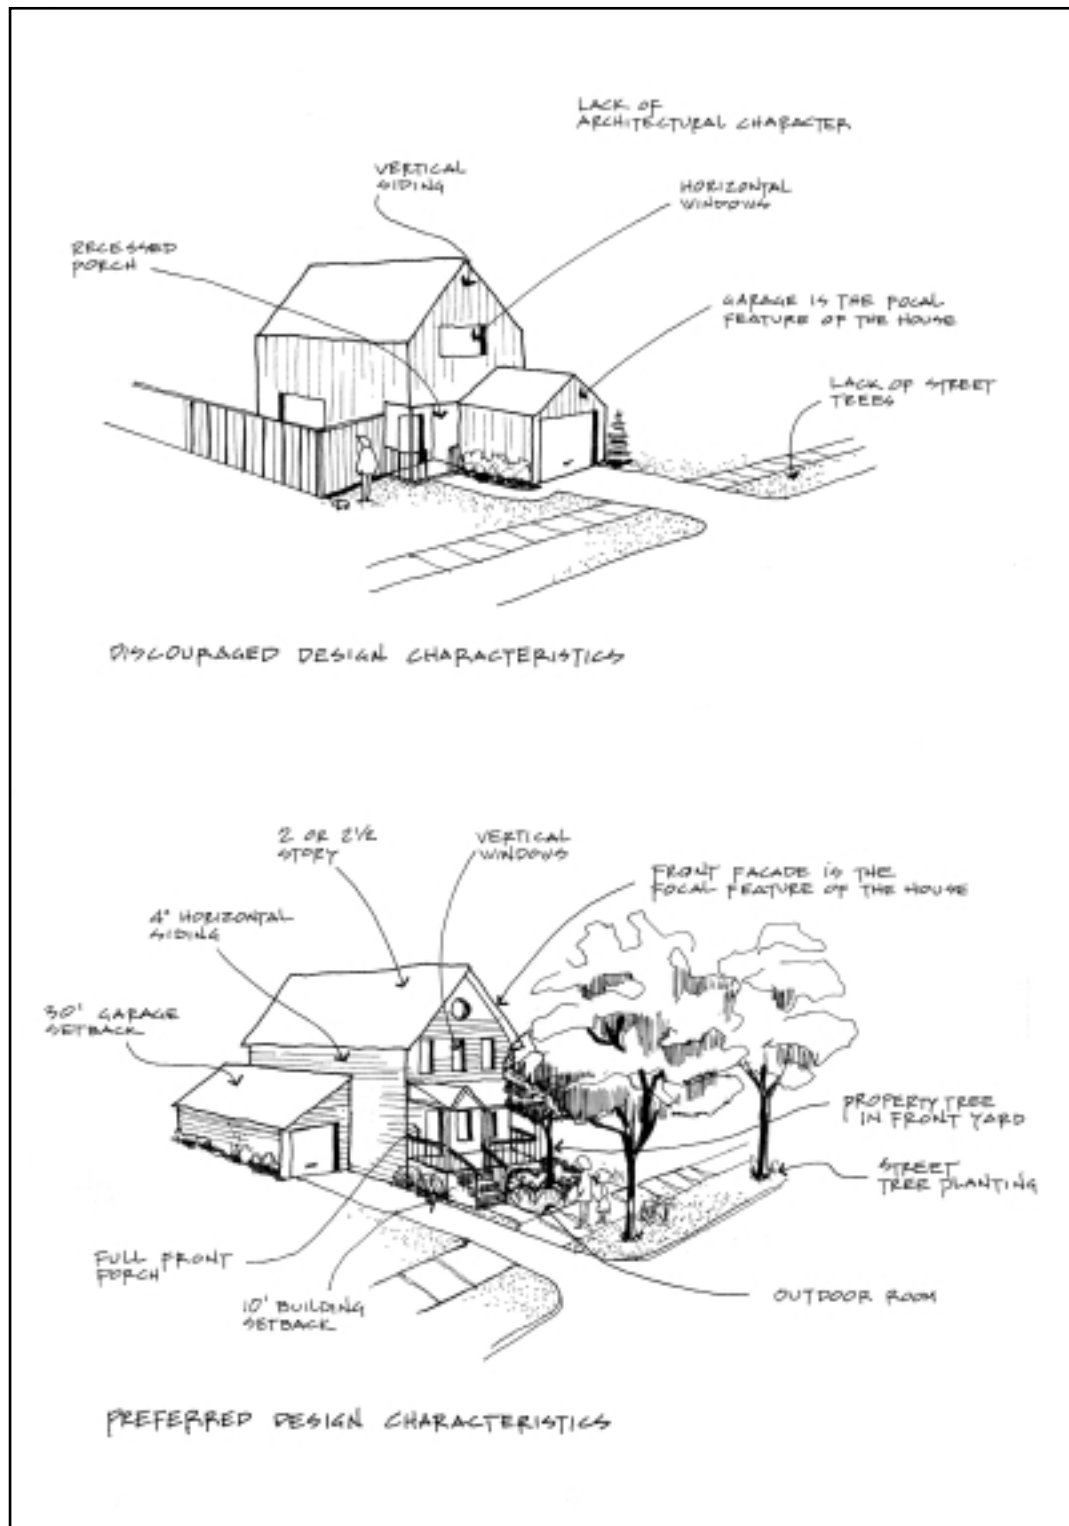 LACK OF
ARCHITECTURAL CHARACTER
VERTICAL
SIDING
HORIZONTAL
WINDOWS
RECESSED
PORCH
GARAGE IS THE FOCAL
FEATURE OF THE HOUSE
LACK OF STREET
TREES
DISCOURAGED DESIGN CHARACTERISTICS
2 OR 2½
STORY
VERTICAL
WINDOWS
FRONT FACADE IS THE
FOCAL FEATURE OF THE HOUSE
4" HORIZONTAL
SIDING
30' GARAGE
SETBACK
PROPERTY TREE
IN FRONT YARD
STREET
TREE PLANTING
FULL FRONT
PORCH
10' BUILDING
SETBACK
OUTDOOR ROOM
PREFERRED DESIGN CHARACTERISTICS